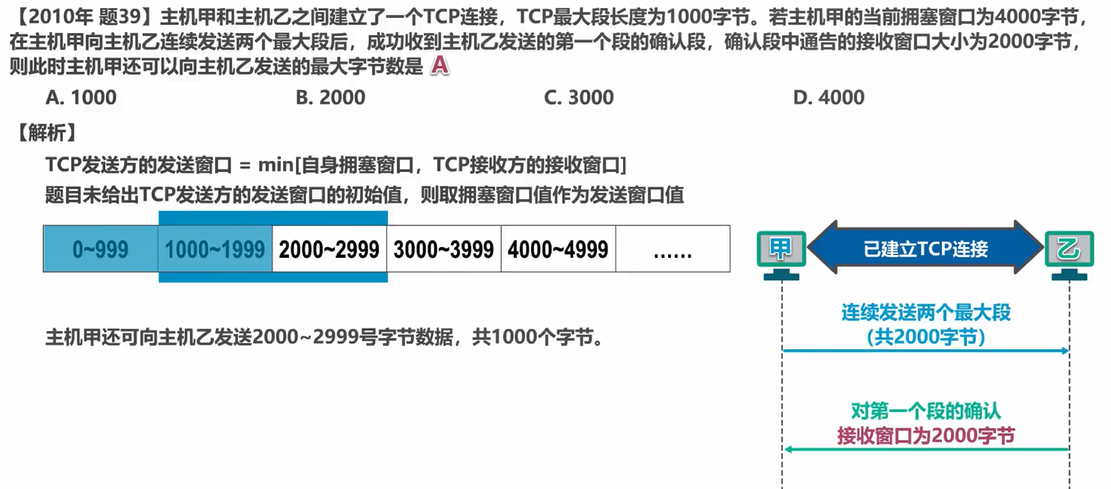 【2010年 题39】主机甲和主机乙之间建立了一个TCP连接，TCP最大段长度为1000字节。若主机甲的当前拥塞窗口为4000字节，
在主机甲向主机乙连续发送两个最大段后，成功收到主机乙发送的第一个段的确认段，确认段中通告的接收窗口大小为2000字节，
则此时主机甲还可以向主机乙发送的最大字节数是 A
A. 1000 B. 2000 C. 3000 D. 4000
【解析】
TCP发送方的发送窗口 = min[自身拥塞窗口，TCP接收方的接收窗口]
题目未给出TCP发送方的发送窗口的初始值，则取拥塞窗口值作为发送窗口值
0~999 1000~1999 2000~2999 3000~3999 4000~4999 ……
甲 已建立TCP连接 乙
主机甲还可向主机乙发送2000~2999号字节数据，共1000个字节。
连续发送两个最大段
（共2000字节）
对第一个段的确认
接收窗口为2000字节